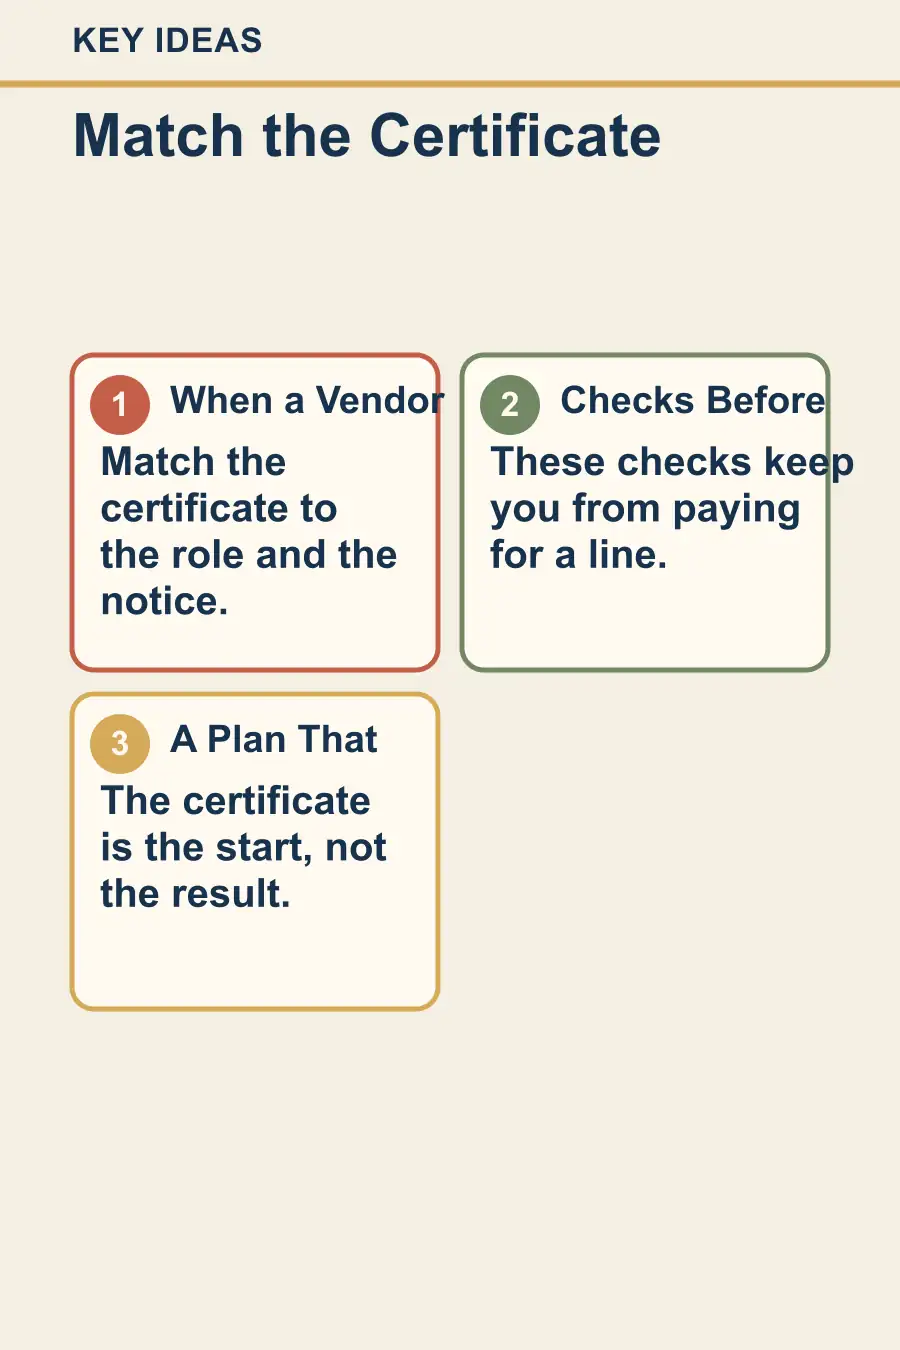 KEY IDEAS
Match the Certificate
1
When a Vendor
Match the
certificate to
the role and the
notice.
2
Checks Before
These checks keep
you from paying
for a line.
3
A Plan That
The certificate
is the start, not
the result.